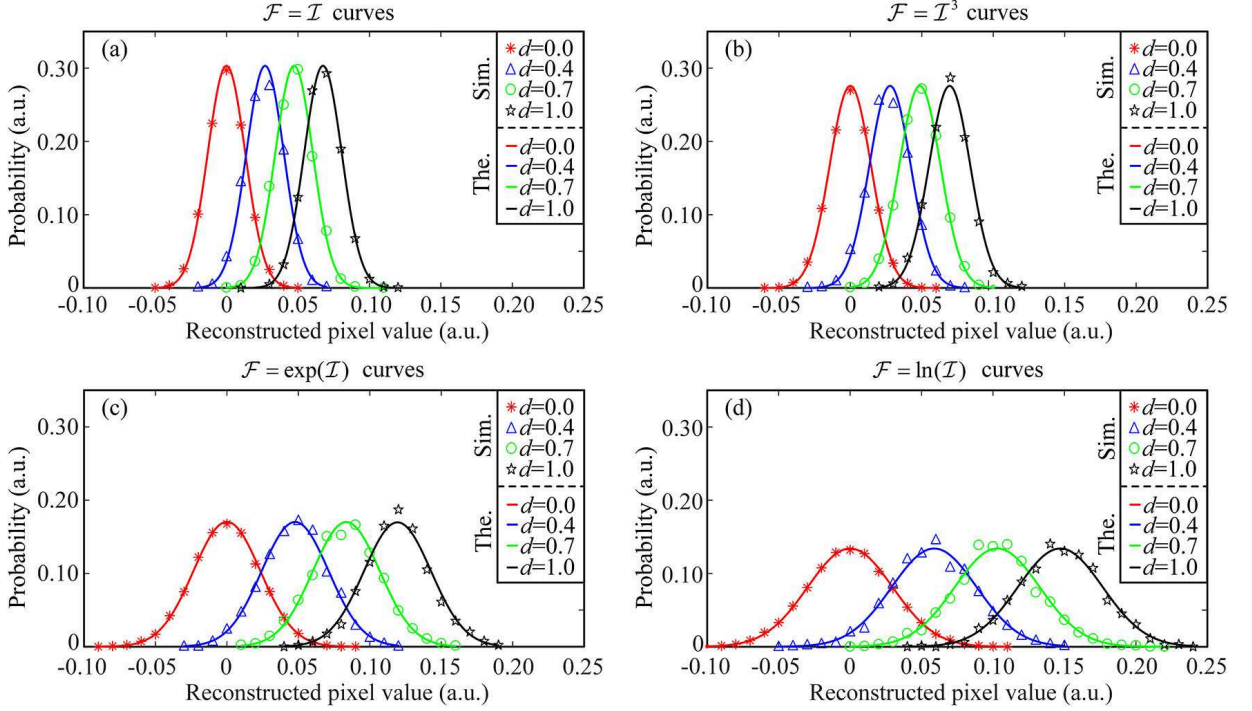 F = I curves
(a)
Sim.
d=0.0
d=0.4
d=0.7
d=1.0
The.
d=0.0
d=0.4
d=0.7
d=1.0
Probability (a.u.)
0.30
0.20
0.10
0
-0.10 -0.05 0 0.05 0.10 0.15 0.20 0.25
Reconstructed pixel value (a.u.)
F = I³ curves
(b)
Sim.
d=0.0
d=0.4
d=0.7
d=1.0
The.
d=0.0
d=0.4
d=0.7
d=1.0
Probability (a.u.)
0.30
0.20
0.10
0
-0.10 -0.05 0 0.05 0.10 0.15 0.20 0.25
Reconstructed pixel value (a.u.)
F = exp(I) curves
(c)
Sim.
d=0.0
d=0.4
d=0.7
d=1.0
The.
d=0.0
d=0.4
d=0.7
d=1.0
Probability (a.u.)
0.30
0.20
0.10
0
-0.10 -0.05 0 0.05 0.10 0.15 0.20 0.25
Reconstructed pixel value (a.u.)
F = ln(I) curves
(d)
Sim.
d=0.0
d=0.4
d=0.7
d=1.0
The.
d=0.0
d=0.4
d=0.7
d=1.0
Probability (a.u.)
0.30
0.20
0.10
0
-0.10 -0.05 0 0.05 0.10 0.15 0.20 0.25
Reconstructed pixel value (a.u.)